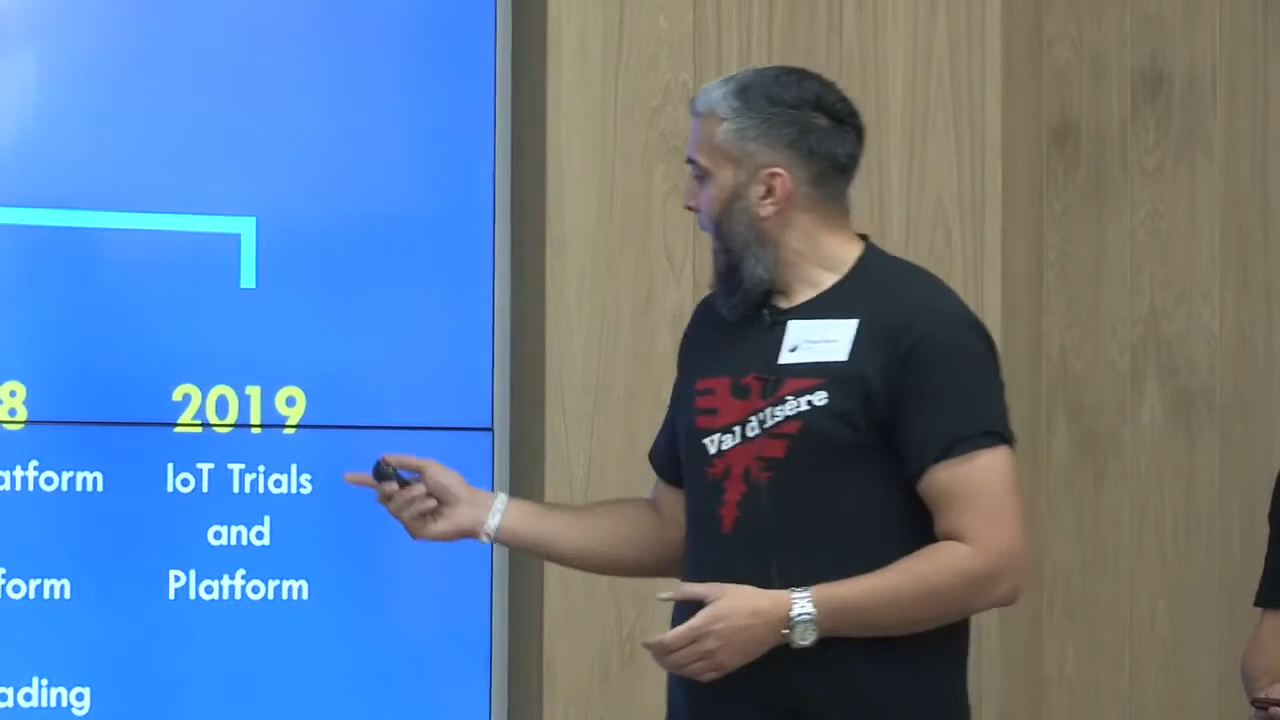 8
atform
form
ading
2019
IoT Trials
and
Platform
Val d'Isère